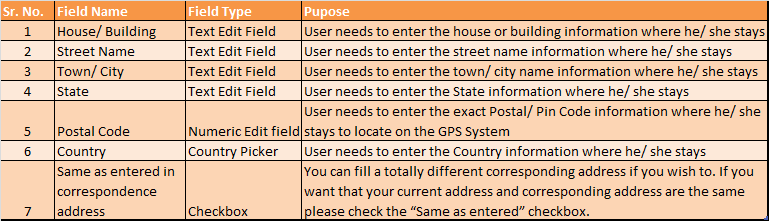 Sr. No. Field Name Field Type Pupose
1 House/ Building Text Edit Field User needs to enter the house or building information where he/ she stays
2 Street Name Text Edit Field User needs to enter the street name information where he/ she stays
3 Town/ City Text Edit Field User needs to enter the town/ city name information where he/ she stays
4 State Text Edit Field User needs to enter the State information where he/ she stays
User needs to enter the exact Postal/ Pin Code information where he/ she
5 Postal Code Numeric Edit field stays to locate on the GPS System
6 Country Country Picker User needs to enter the Country information where he/ she stays
Same as entered in You can fill a totally different corresponding address if you wish to. If you
correspondence want that your current address and corresponding address are the same
7 address Checkbox please check the “Same as entered” checkbox.